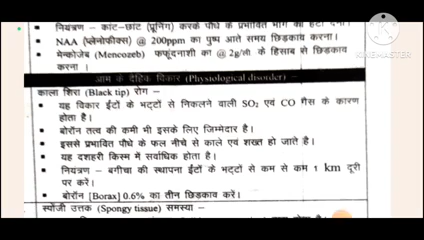 नियंत्रण – कांट-छांट (प्रूनिंग) करके पौधे के प्रभावित भाग को हटा देना।
NAA (प्लेनोफीक्स) @ 200ppm का पुष्प आते समय छिड़काव करना।
मेन्कोजेब (Mencozeb) फफूंदनाशी का @ 2g/ली के हिसाब से छिड़काव
करना ।
आम के दैहिक विकार (Physiological disorder)
काला शिरा (Black tip) रोग –
यह विकार ईंटों के भट्टों से निकलने वाली SO₂ एवं CO गैस के कारण
होता है।
बोरॉन तत्व की कमी भी इसके लिए जिम्मेदार है।
इससे प्रभावित पौधे के फल नीचे से काले एवं शख्त हो जाते है।
यह दशहरी किस्म में सर्वाधिक होता है।
नियंत्रण – बगीचा की स्थापना ईंटों के भट्टों से कम से कम 1 km दूरी
पर करें।
बोरॉन [Borax] 0.6% का तीन छिड़काव करें।
स्पोंजी उत्तक (Spongy tissue) समस्या –
KINEMASTER